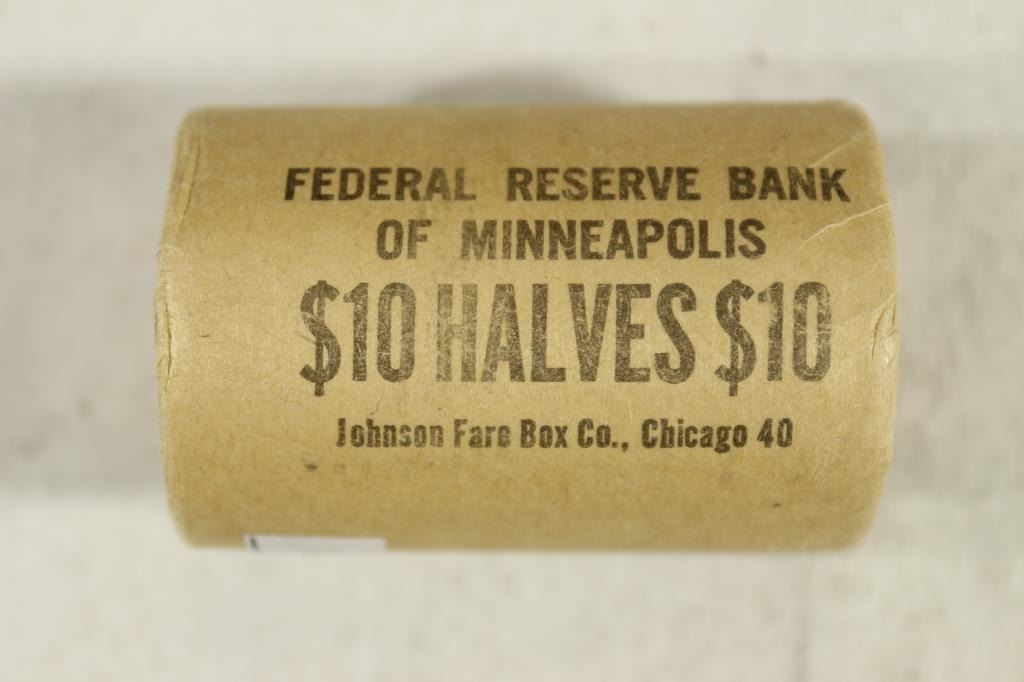 FEDERAL RESERVE BANK
OF MINNEAPOLIS
$10 HALVES $10
Johnson Fare Box Co., Chicago 40